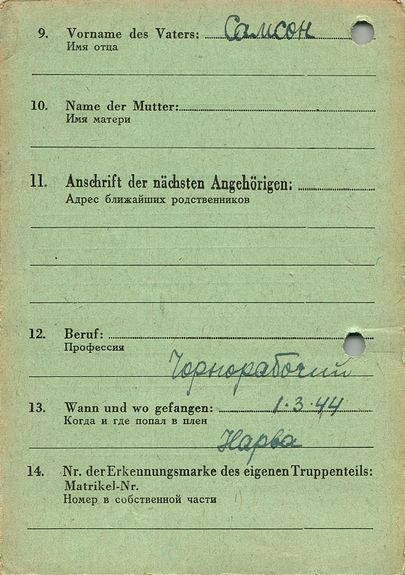 9. Vorname des Vaters: Самсон
Имя отца
10. Name der Mutter:
Имя матери
11. Anschrift der nächsten Angehörigen:
Адрес ближайших родственников
12. Beruf:
Профессия
Чорнорабочий
13. Wann und wo gefangen: 1·3·44
Когда и где попал в плен
Нарва
14. Nr. der Erkennungsmarke des eigenen Truppenteils:
Matrikel-Nr.
Номер в собственной части